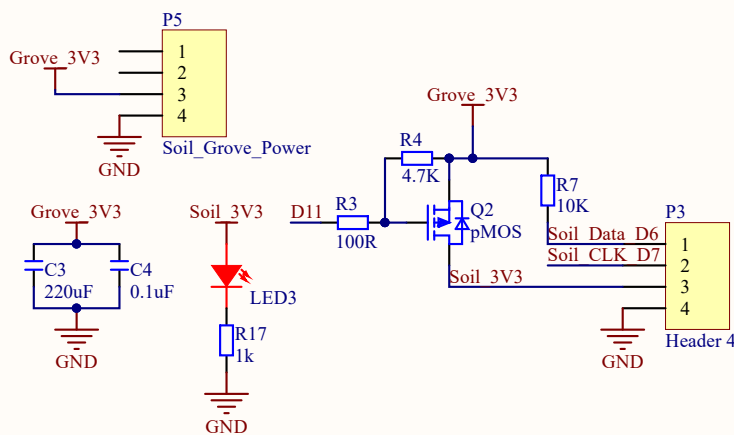 P5
Grove_3V3
1
2
3
4
GND
Soil_Grove_Power
Grove_3V3
R4
4.7K
D11
R3
100R
Q2
pMOS
R7
10K
P3
Soil_Data_D6
1
Soil_CLK_D7
2
Soil_3V3
3
4
GND
Header 4
Grove_3V3
C3
220uF
C4
0.1uF
GND
Soil_3V3
LED3
R17
1k
GND